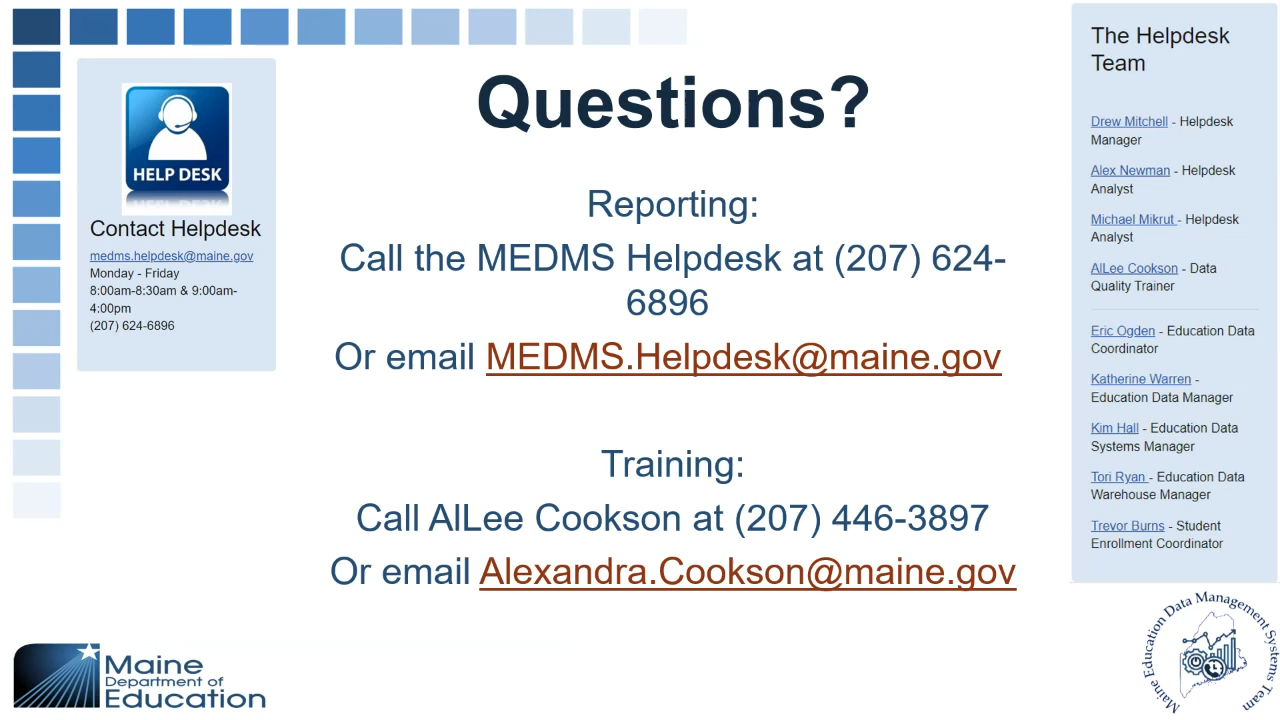 HELP DESK
Contact Helpdesk
medms.helpdesk@maine.gov
Monday - Friday
8:00am-8:30am & 9:00am-
4:00pm
(207) 624-6896
Questions?
Reporting:
Call the MEDMS Helpdesk at (207) 624-
6896
Or email MEDMS.Helpdesk@maine.gov
Training:
Call AlLee Cookson at (207) 446-3897
Or email Alexandra.Cookson@maine.gov
The Helpdesk
Team
Drew Mitchell - Helpdesk
Manager
Alex Newman - Helpdesk
Analyst
Michael Mikrut - Helpdesk
Analyst
AlLee Cookson - Data
Quality Trainer
Eric Ogden - Education Data
Coordinator
Katherine Warren -
Education Data Manager
Kim Hall - Education Data
Systems Manager
Tori Ryan - Education Data
Warehouse Manager
Trevor Burns - Student
Enrollment Coordinator
Maine
Department of
Education
Maine Education Data Management Systems Team